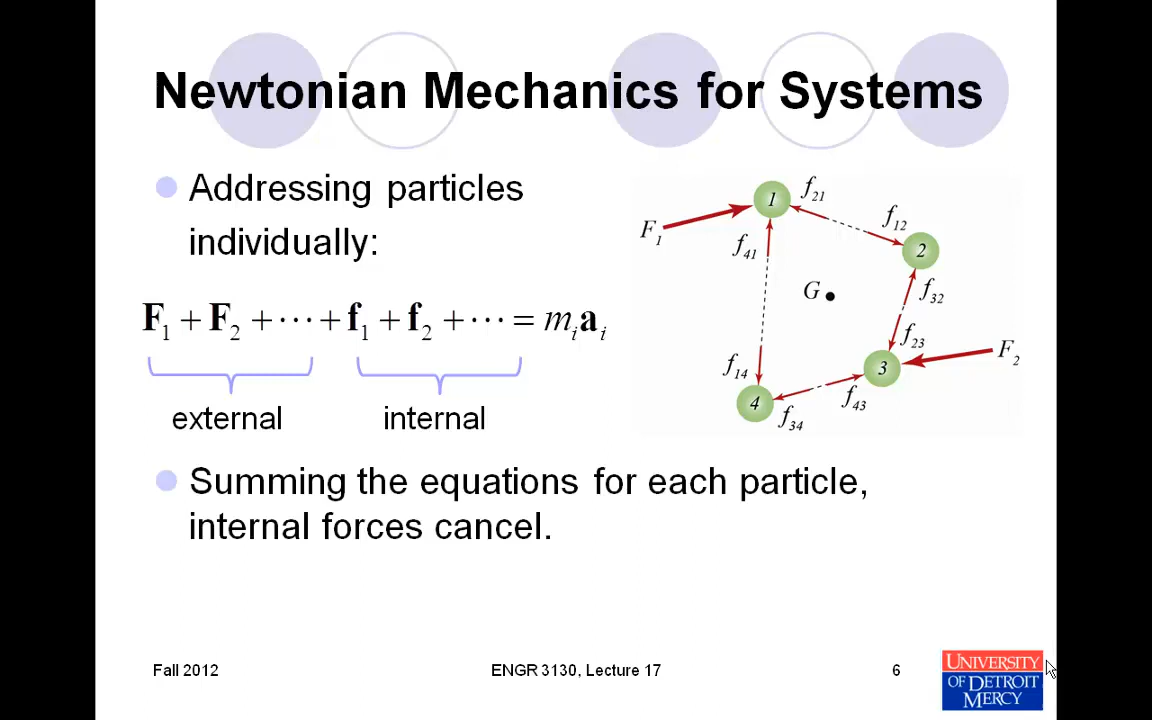 Newtonian Mechanics for Systems
Addressing particles
individually:
F1 + F2 + ··· + f1 + f2 + ··· = miai
external
internal
F1
1
f21
f12
2
f41
G
f32
f23
F2
3
f14
f43
4
f34
Summing the equations for each particle,
internal forces cancel.
Fall 2012
ENGR 3130, Lecture 17
6
UNIVERSITY
OF DETROIT
MERCY